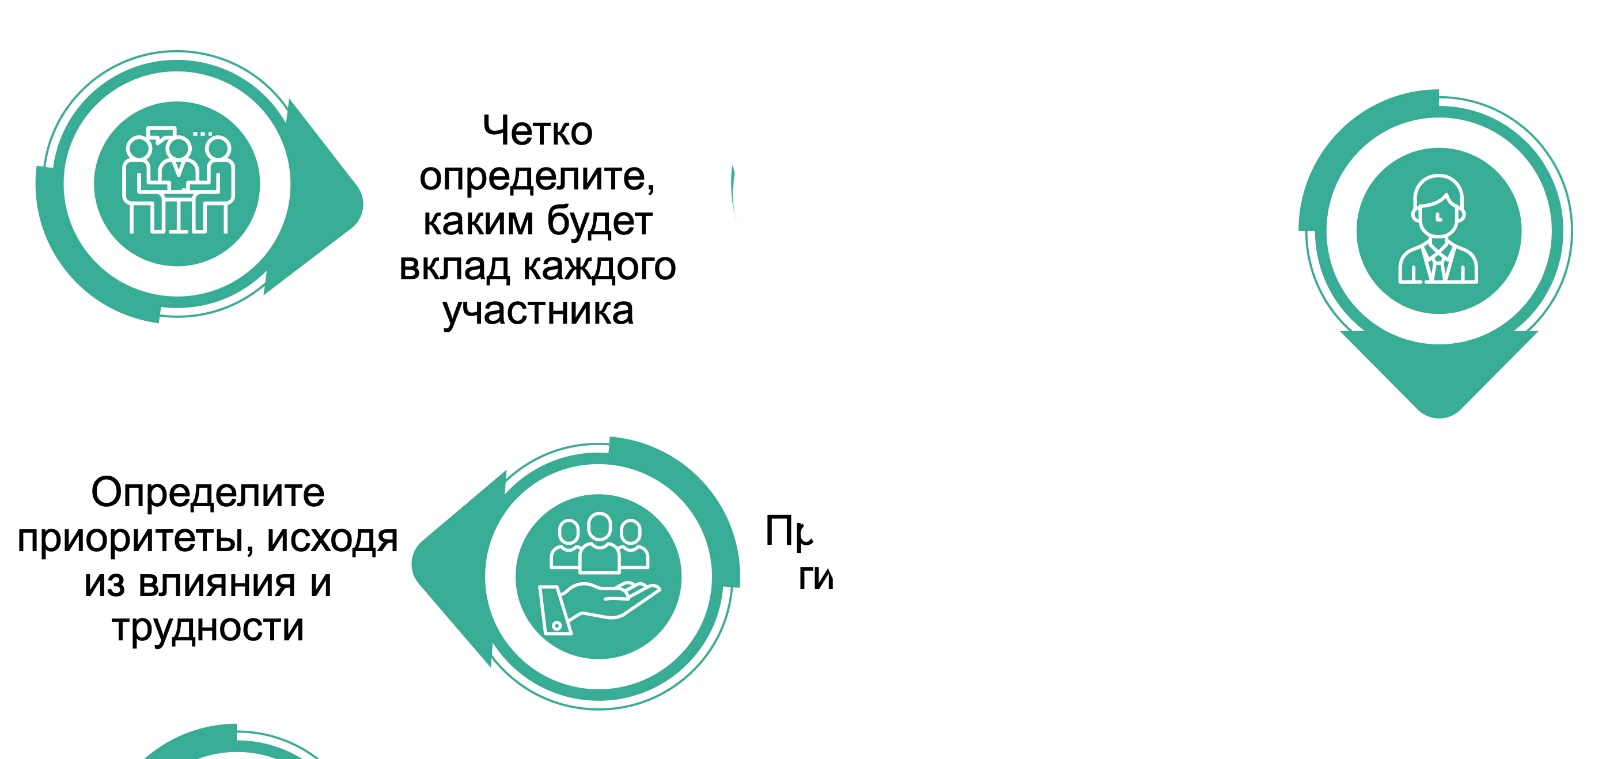 Четко
определите,
каким будет
вклад каждого
участника
Определите
приоритеты, исходя
из влияния и
трудности